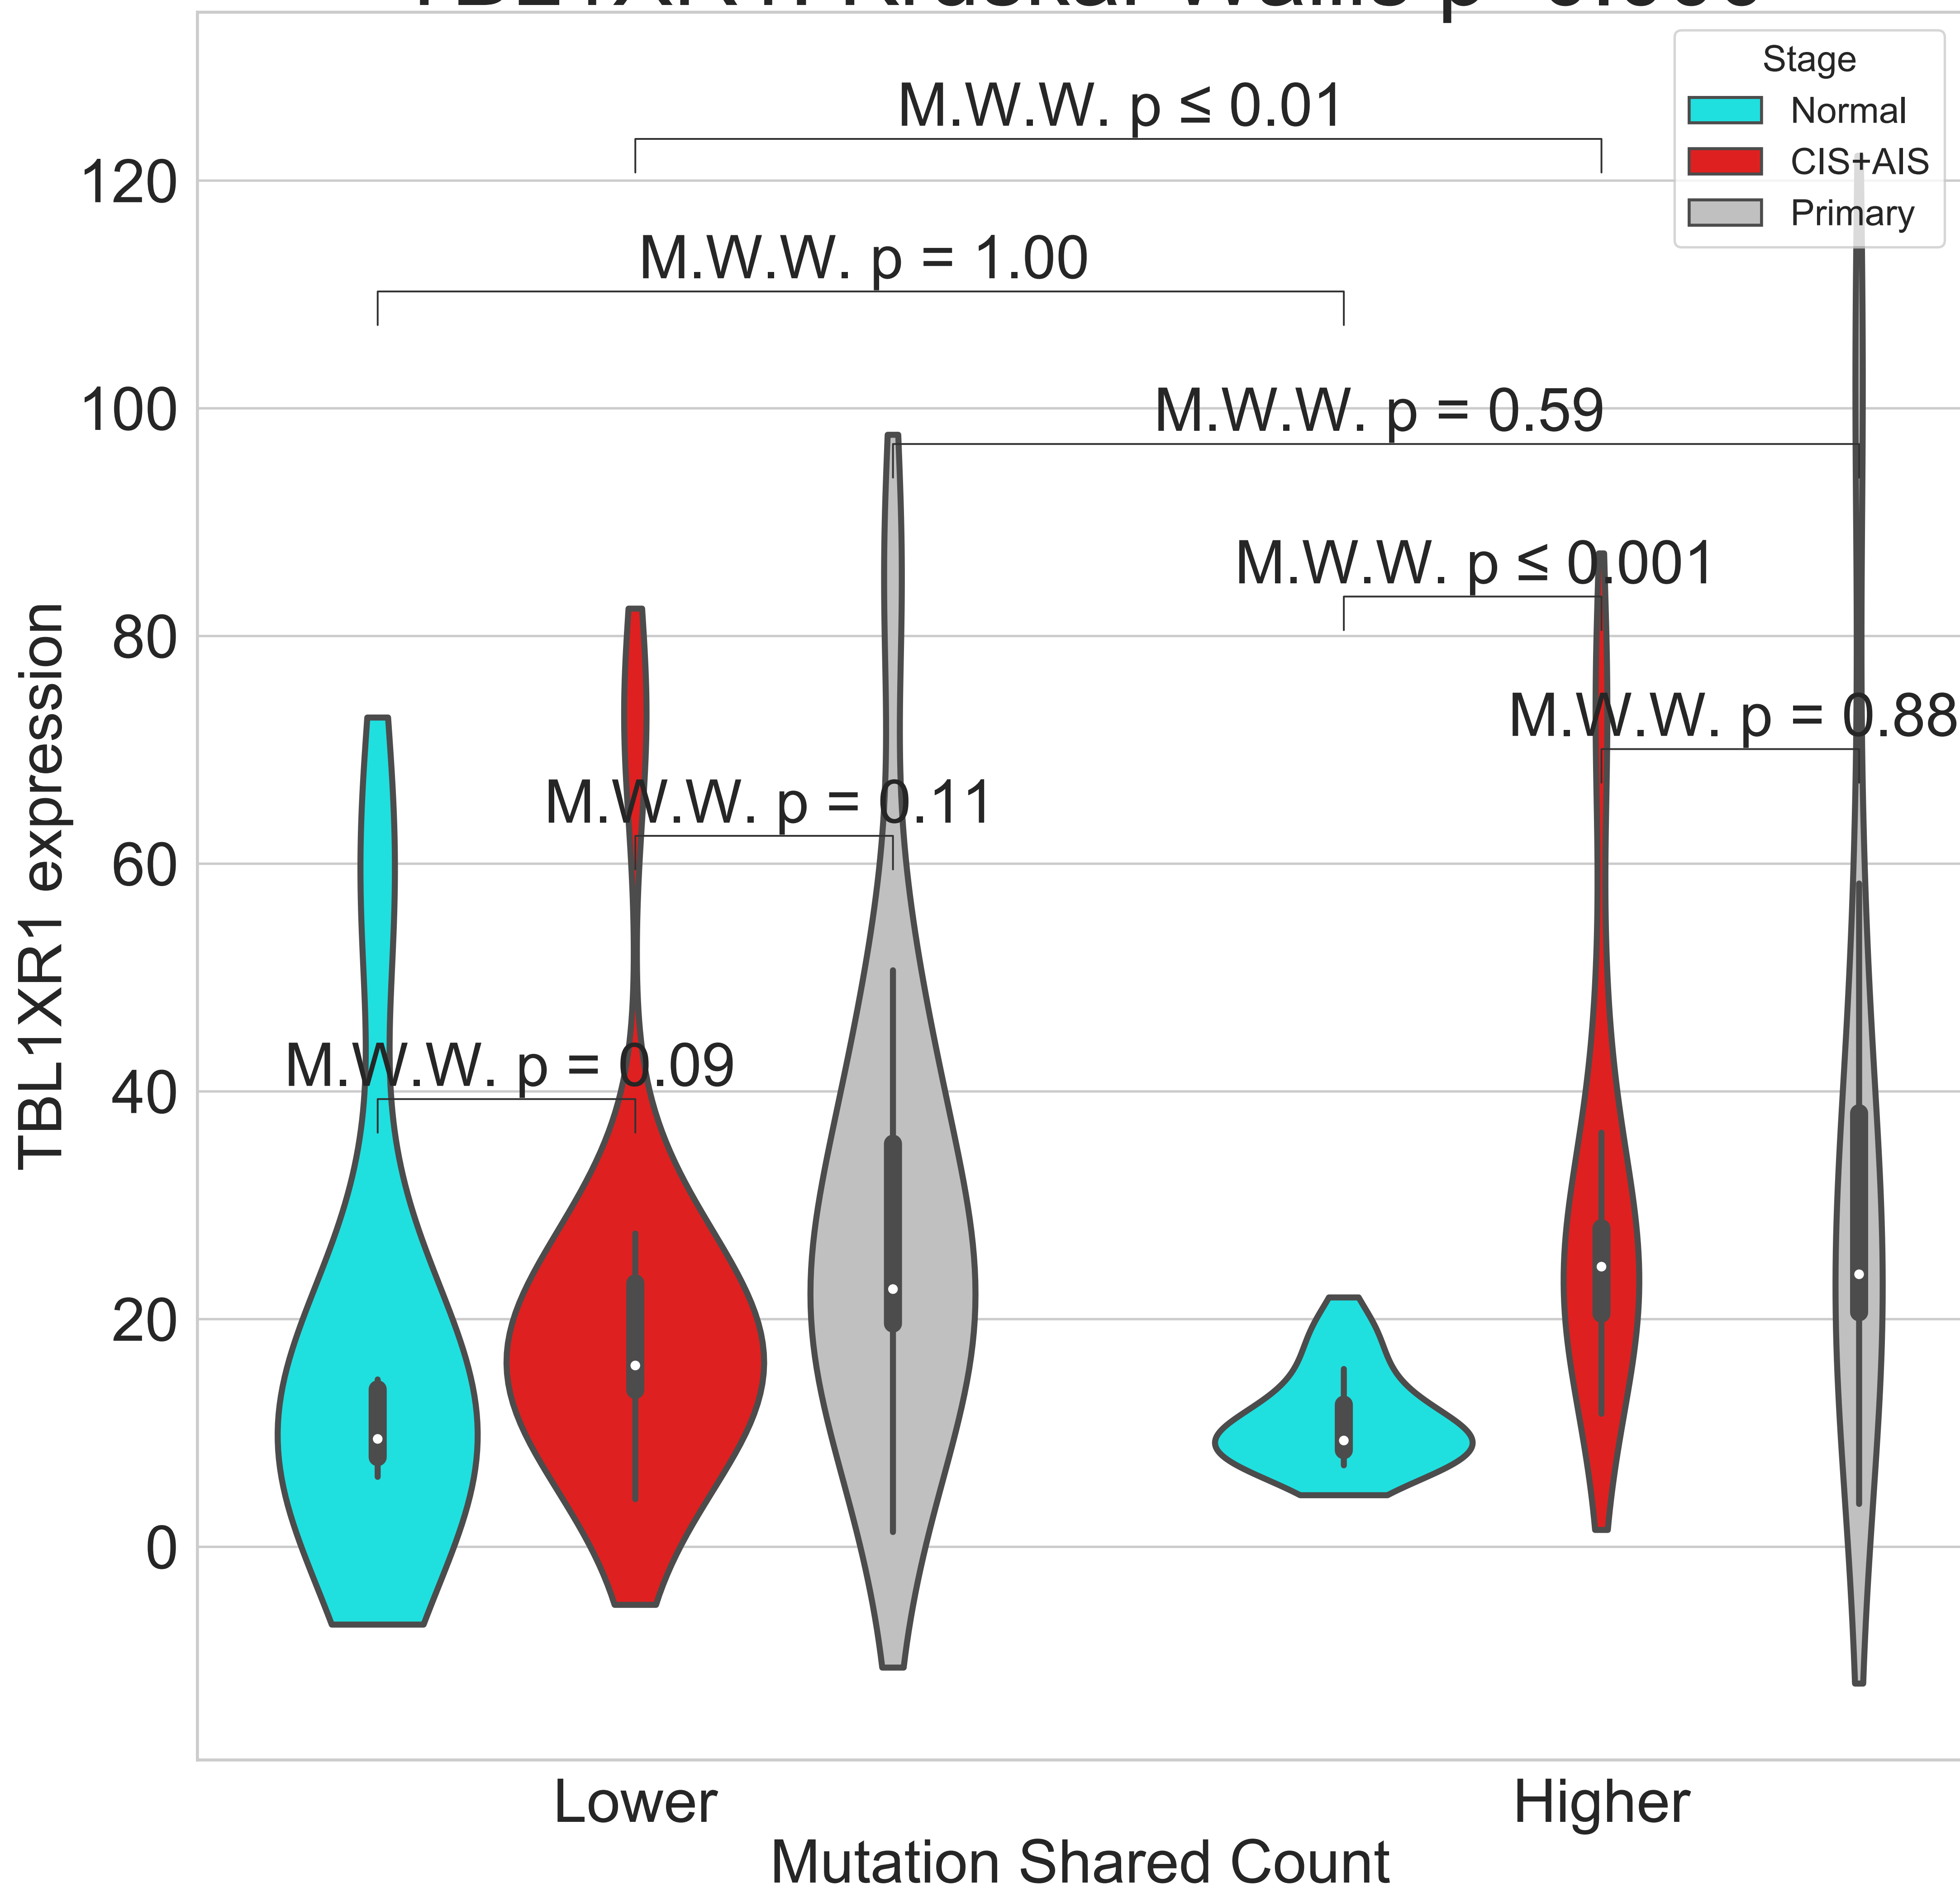 Stage
Normal
CIS+AIS
Primary
M.W.W. p ≤ 0.01
M.W.W. p = 1.00
M.W.W. p = 0.59
M.W.W. p ≤ 0.001
M.W.W. p = 0.88
M.W.W. p = 0.11
M.W.W. p = 0.09
120
100
80
60
40
20
0
TBL1XR1 expression
Lower
Higher
Mutation Shared Count